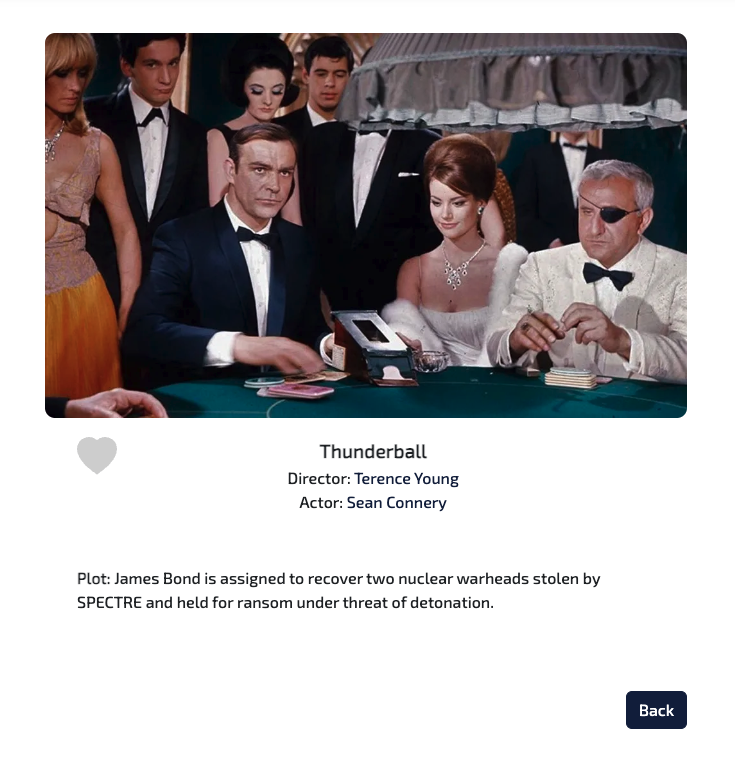 Thunderball
Director: Terence Young
Actor: Sean Connery
Plot: James Bond is assigned to recover two nuclear warheads stolen by
SPECTRE and held for ransom under threat of detonation.
Back